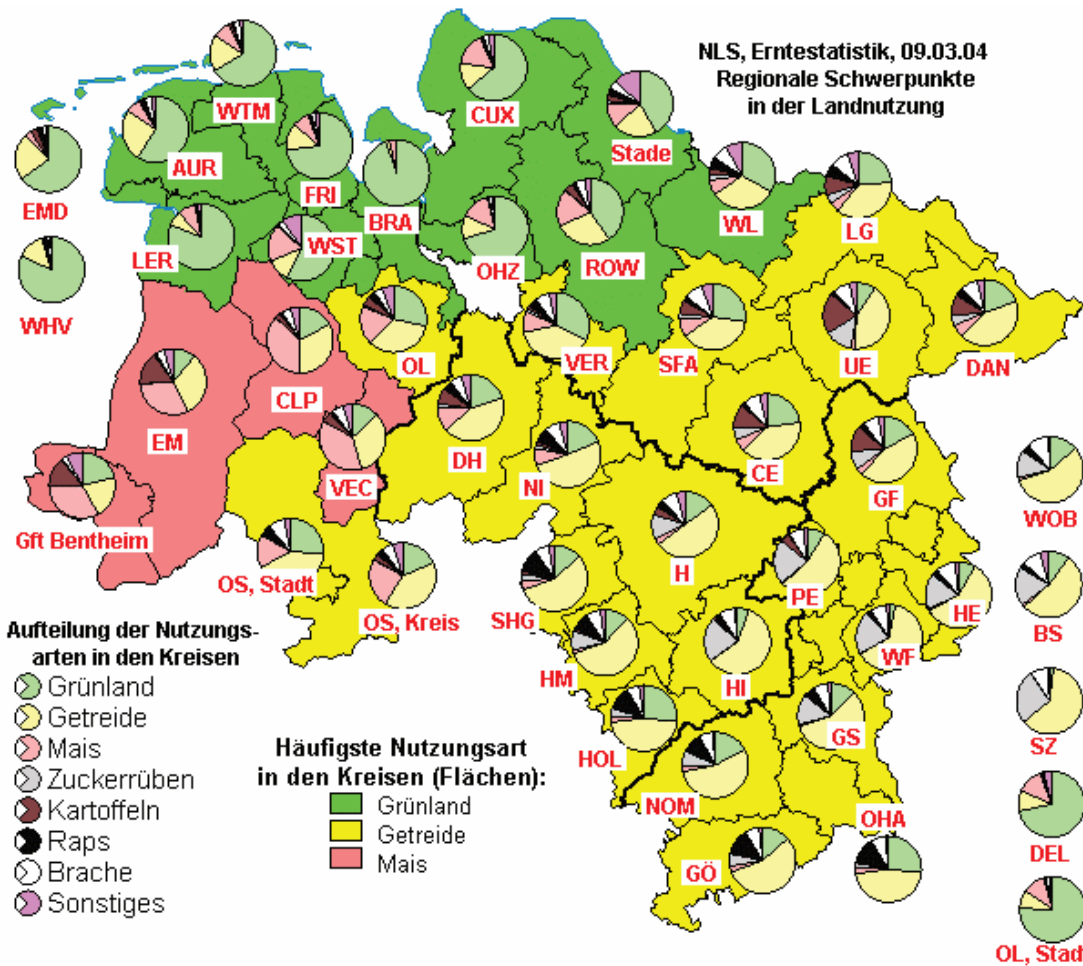 NLS, Erntestatistik, 09.03.04
Regionale Schwerpunkte
in der Landnutzung
WTM
CUX
Stade
AUR
EMD
FRI
BRA
WL
LG
LER
WST
OHZ
ROW
WHV
OL
VER
SFA
UE
DAN
CLP
EM
DH
NI
CE
GF
VEC
WOB
Gft Bentheim
OS, Stadt
H
PE
OS, Kreis
SHG
HE
BS
HM
HI
WF
Aufteilung der Nutzungs-
arten in den Kreisen
Grünland
Getreide
Mais
Zuckerrüben
Kartoffeln
Raps
Brache
Sonstiges
Häufigste Nutzungsart
in den Kreisen (Flächen):
Grünland
Getreide
Mais
HOL
GS
SZ
NOM
OHA
DEL
GÖ
OL, Stadt